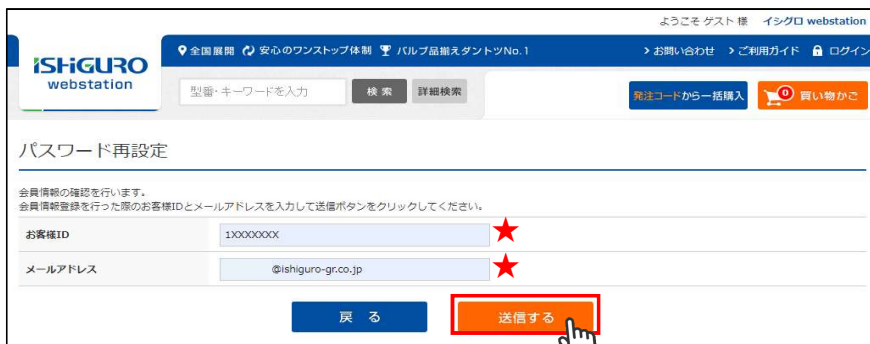 ようこそ ゲスト 様 イシグロ webstation
全国展開 安心のワンストップ体制 バルブ品揃えダントツNo.1 > お問い合わせ > ご利用ガイド ログイン
ISHIGURO
webstation
型番・キーワードを入力 検 索 詳細検索
発注コードから一括購入 0 買い物かご
パスワード再設定
会員情報の確認を行います。
会員情報登録を行った際のお客様IDとメールアドレスを入力して送信ボタンをクリックしてください。
お客様ID 1XXXXXXX ★
メールアドレス @ishiguro-gr.co.jp ★
戻 る 送信する